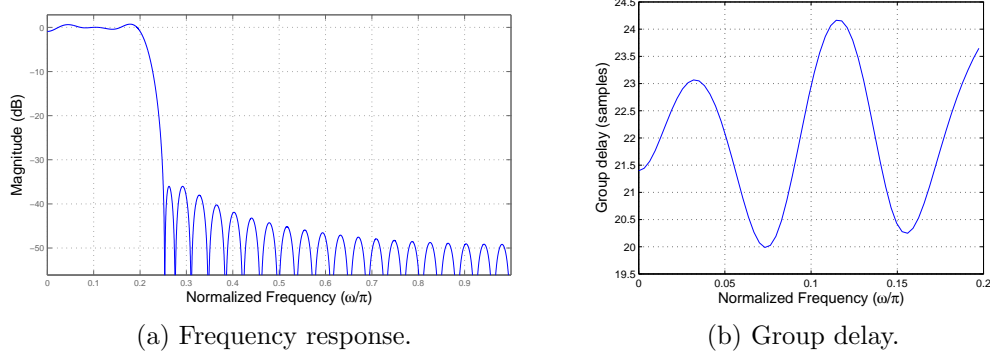 0
−10
−20
−30
−40
−50
Magnitude (dB)
0 0.1 0.2 0.3 0.4 0.5 0.6 0.7 0.8 0.9
Normalized Frequency (ω/π)
(a) Frequency response.
24.5
24
23.5
23
22.5
22
21.5
21
20.5
20
19.5
Group delay (samples)
0 0.05 0.1 0.15 0.2
Normalized Frequency (ω/π)
(b) Group delay.